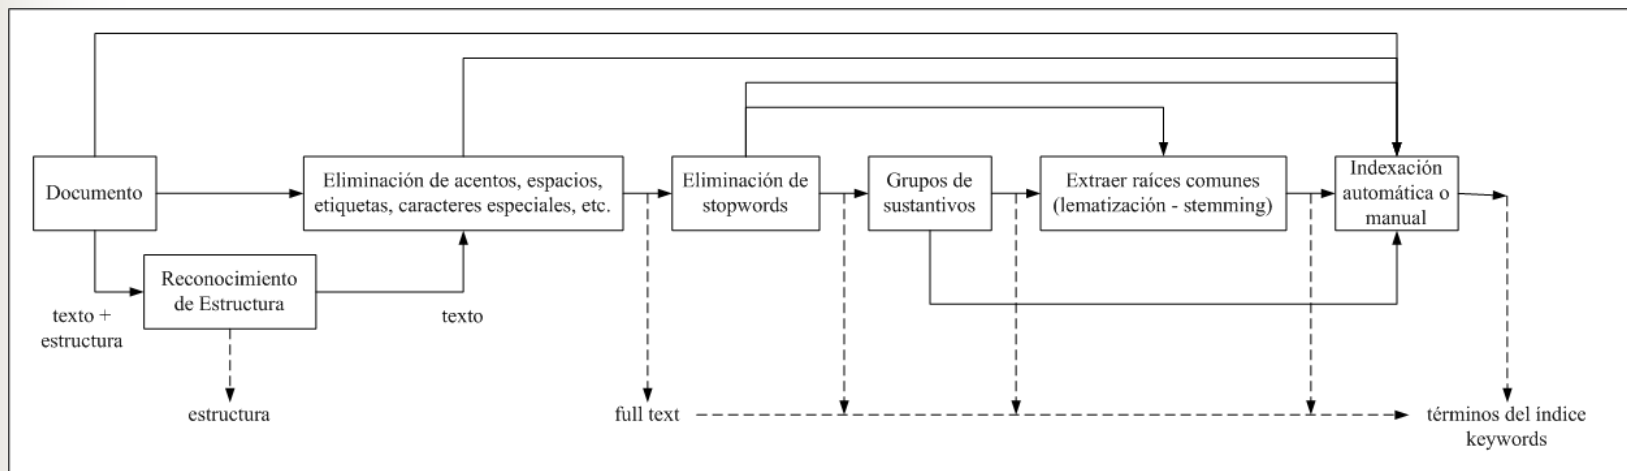 Documento
Eliminación de acentos, espacios,
etiquetas, caracteres especiales, etc.
Eliminación de
stopwords
Grupos de
sustantivos
Extraer raíces comunes
(lematización - stemming)
Indexación
automática o
manual
Reconocimiento
de Estructura
texto +
estructura
texto
estructura
full text
términos del índice
keywords